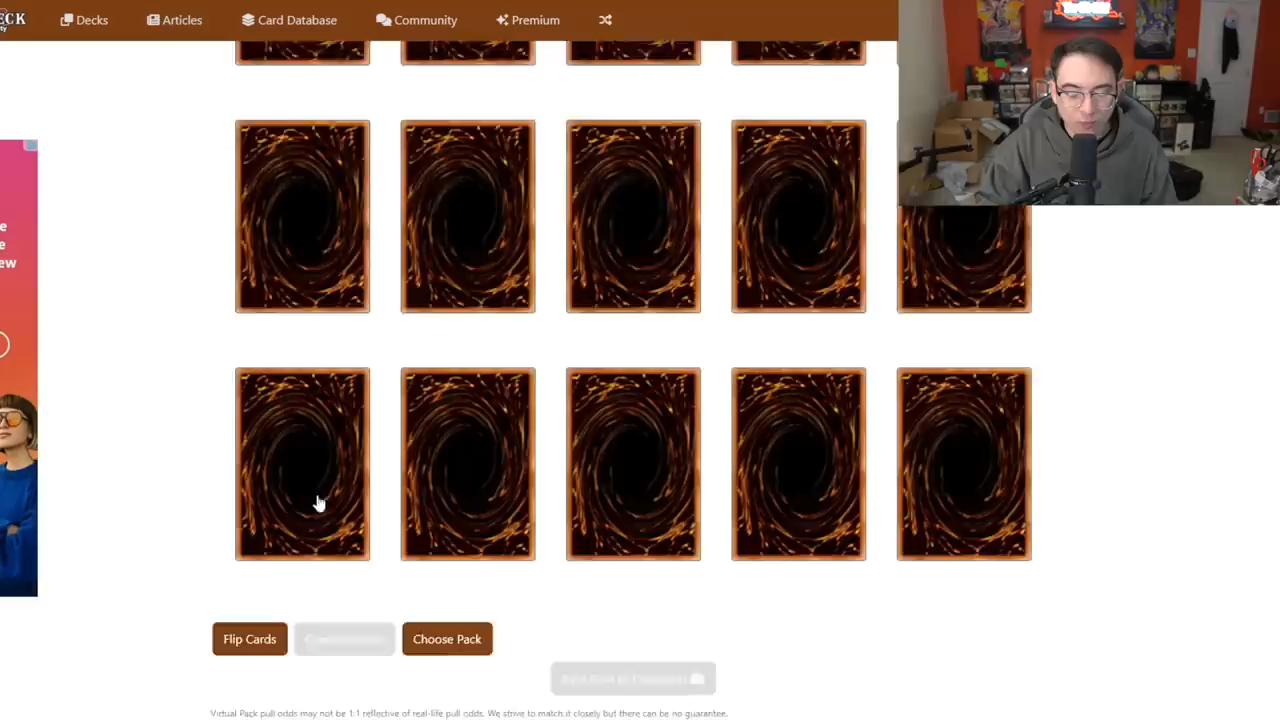 ECK
ty
Decks
Articles
Card Database
Community
Premium
e
e
ew
Flip Cards
Choose Pack
Virtual Pack pull odds may not be 1:1 reflective of real-life pull odds. We strive to match it closely but there can be no guarantee.